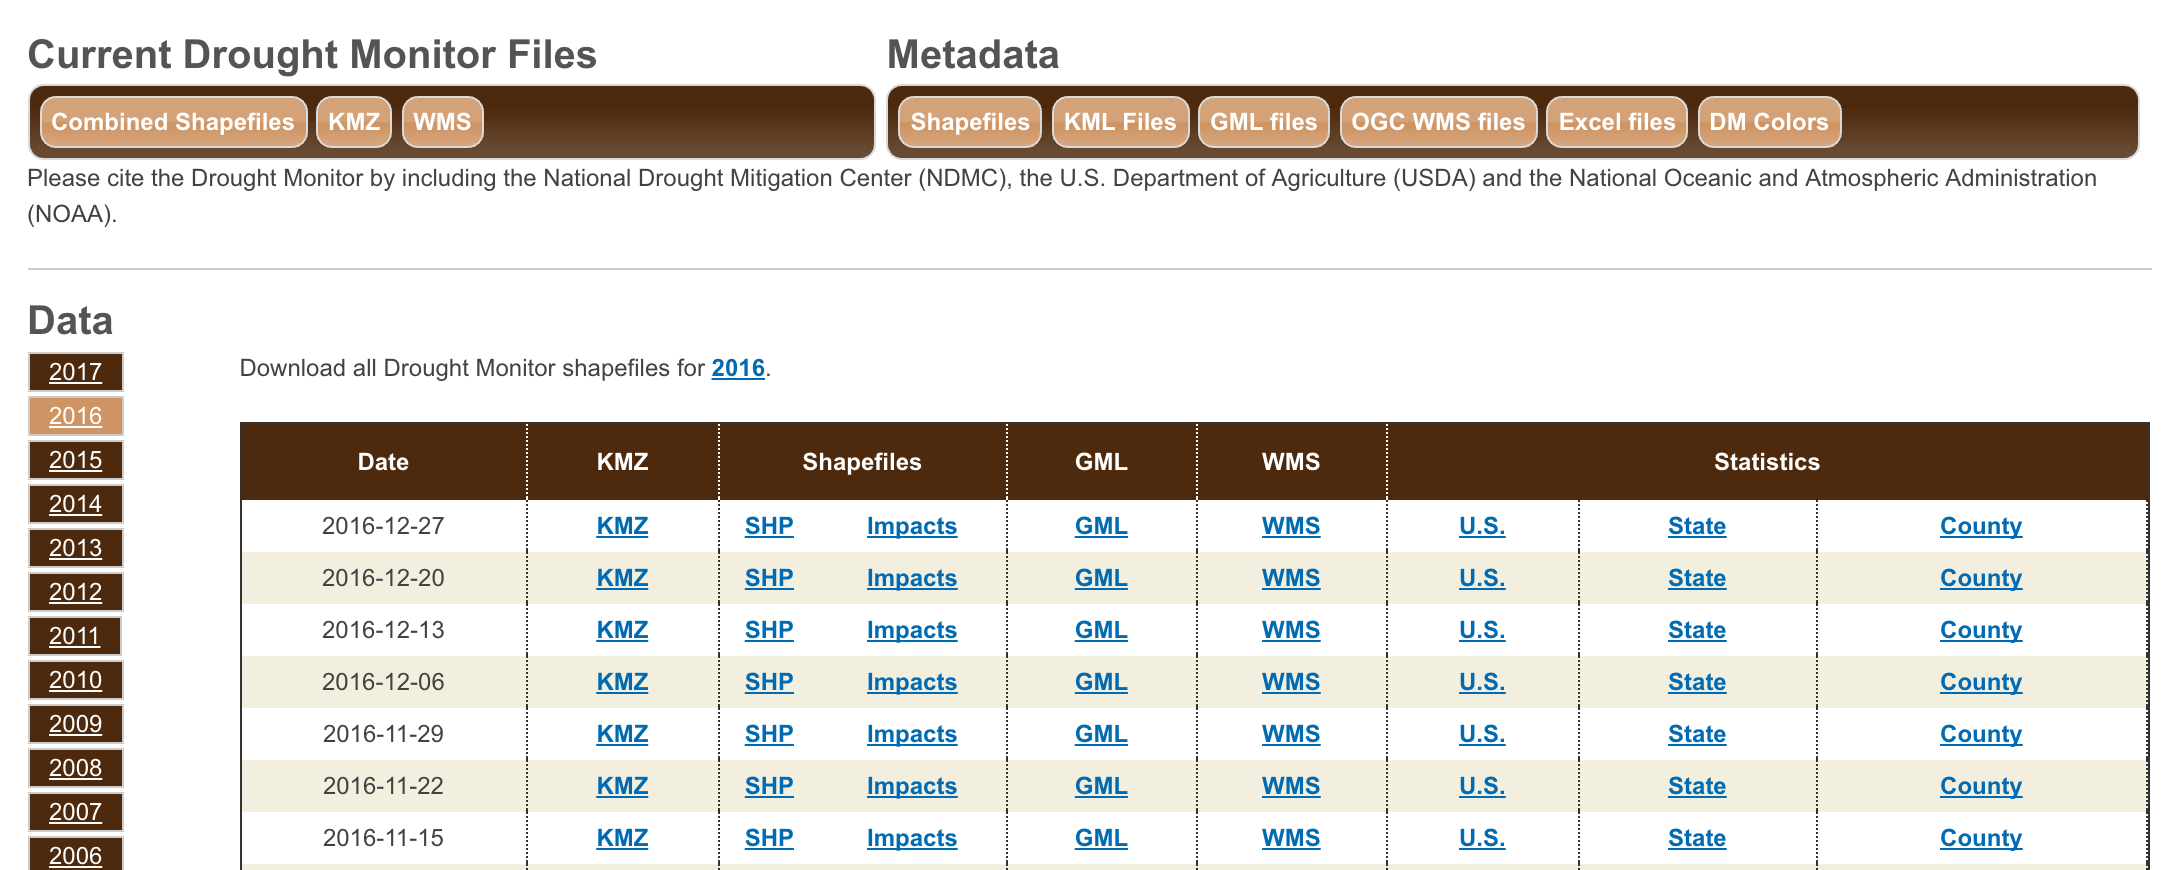 Current Drought Monitor Files
Metadata
Combined Shapefiles KMZ WMS
Shapefiles KML Files GML files OGC WMS files Excel files DM Colors
Please cite the Drought Monitor by including the National Drought Mitigation Center (NDMC), the U.S. Department of Agriculture (USDA) and the National Oceanic and Atmospheric Administration
(NOAA).
Data
2017
2016
2015
2014
2013
2012
2011
2010
2009
2008
2007
2006
Download all Drought Monitor shapefiles for 2016.
Date KMZ Shapefiles GML WMS Statistics
2016-12-27 KMZ SHP Impacts GML WMS U.S. State County
2016-12-20 KMZ SHP Impacts GML WMS U.S. State County
2016-12-13 KMZ SHP Impacts GML WMS U.S. State County
2016-12-06 KMZ SHP Impacts GML WMS U.S. State County
2016-11-29 KMZ SHP Impacts GML WMS U.S. State County
2016-11-22 KMZ SHP Impacts GML WMS U.S. State County
2016-11-15 KMZ SHP Impacts GML WMS U.S. State County